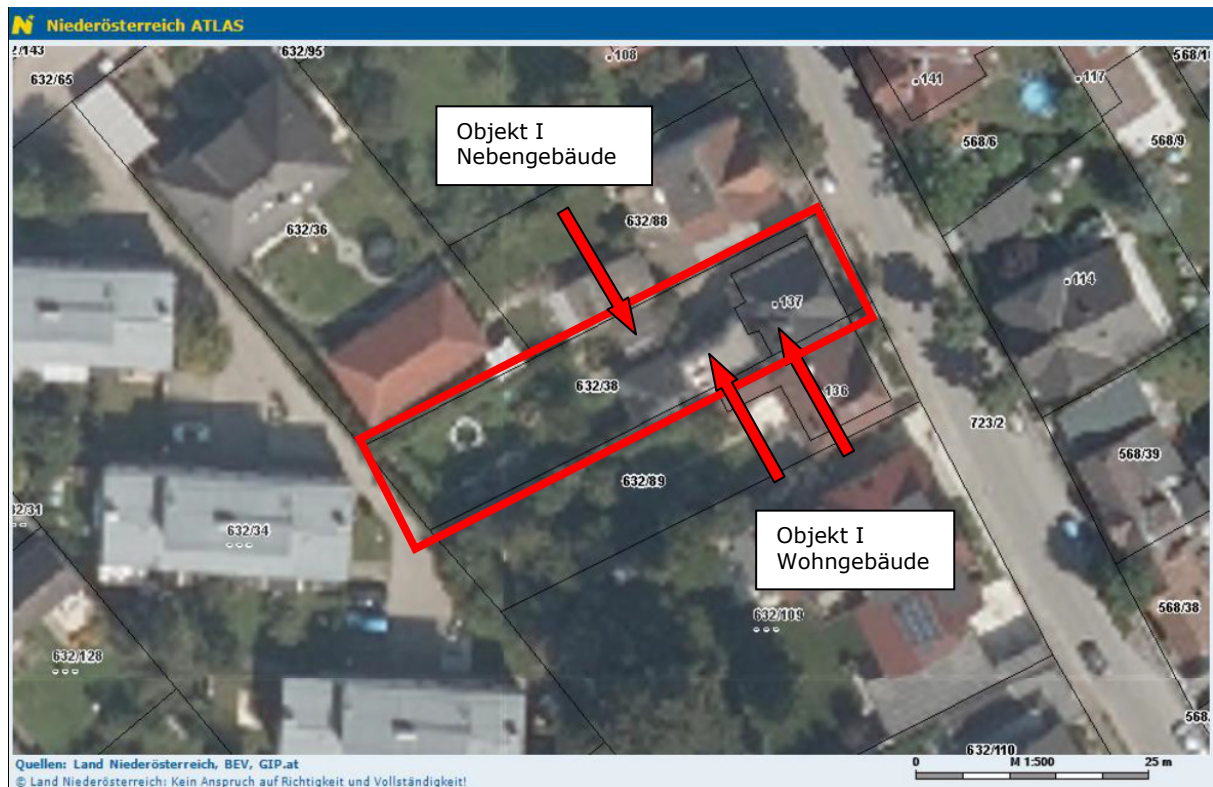 N Niederösterreich ATLAS
632/95
.108
568/1
632/65
.141
.117
Objekt I
Nebengebäude
568/6
568/9
632/88
632/36
.114
.137
632/38
136
723/2
568/39
632/89
632/34
Objekt I
Wohngebäude
632/109
568/38
632/128
568.
632/110
Quellen: Land Niederösterreich, BEV, GIP.at
0 M 1:500 25 m
© Land Niederösterreich: Kein Anspruch auf Richtigkeit und Vollständigkeit!